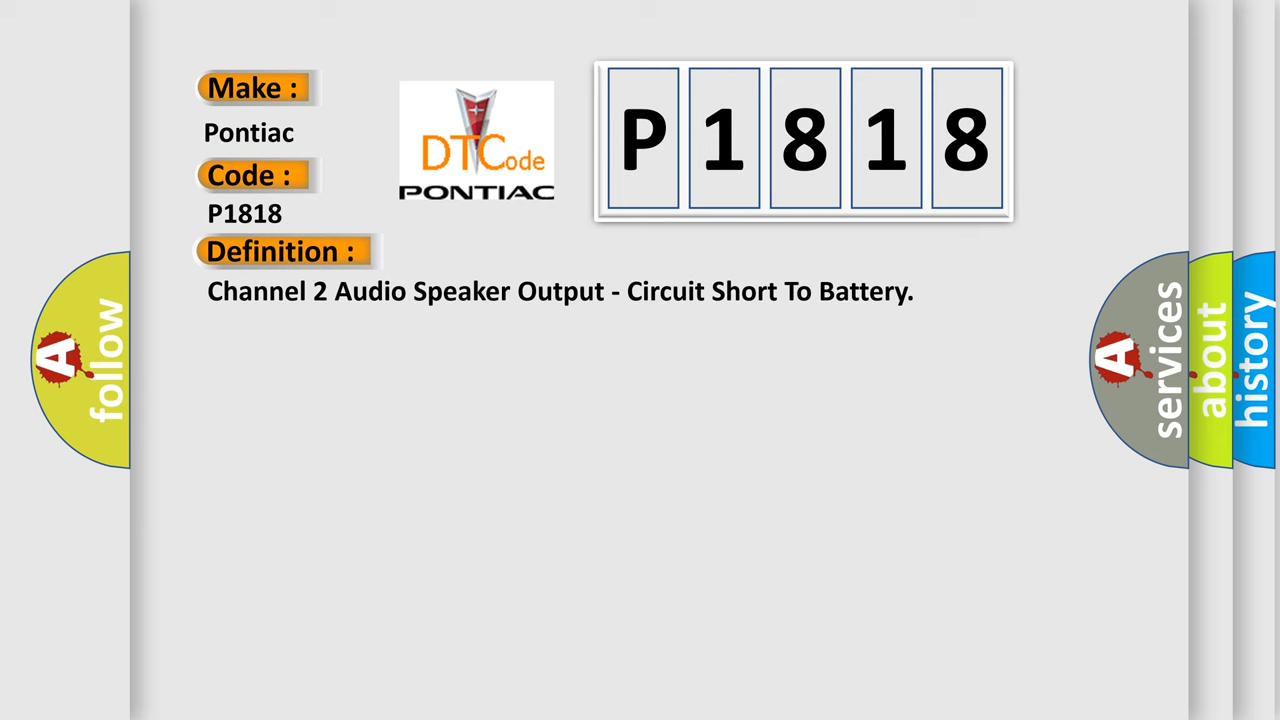 Make :
Pontiac
Code :
P1818
Definition :
Channel 2 Audio Speaker Output - Circuit Short To Battery.
DTCode
PONTIAC
P 1 8 1 8
A follow
A services
about
history